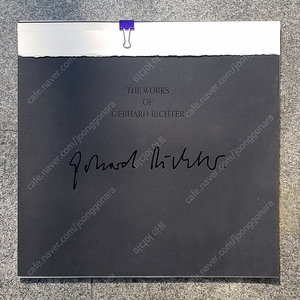 THE WORKS
OF
GERHARD RICHTER
Gerhard Richter.
cafe.naver.com/joonggonara